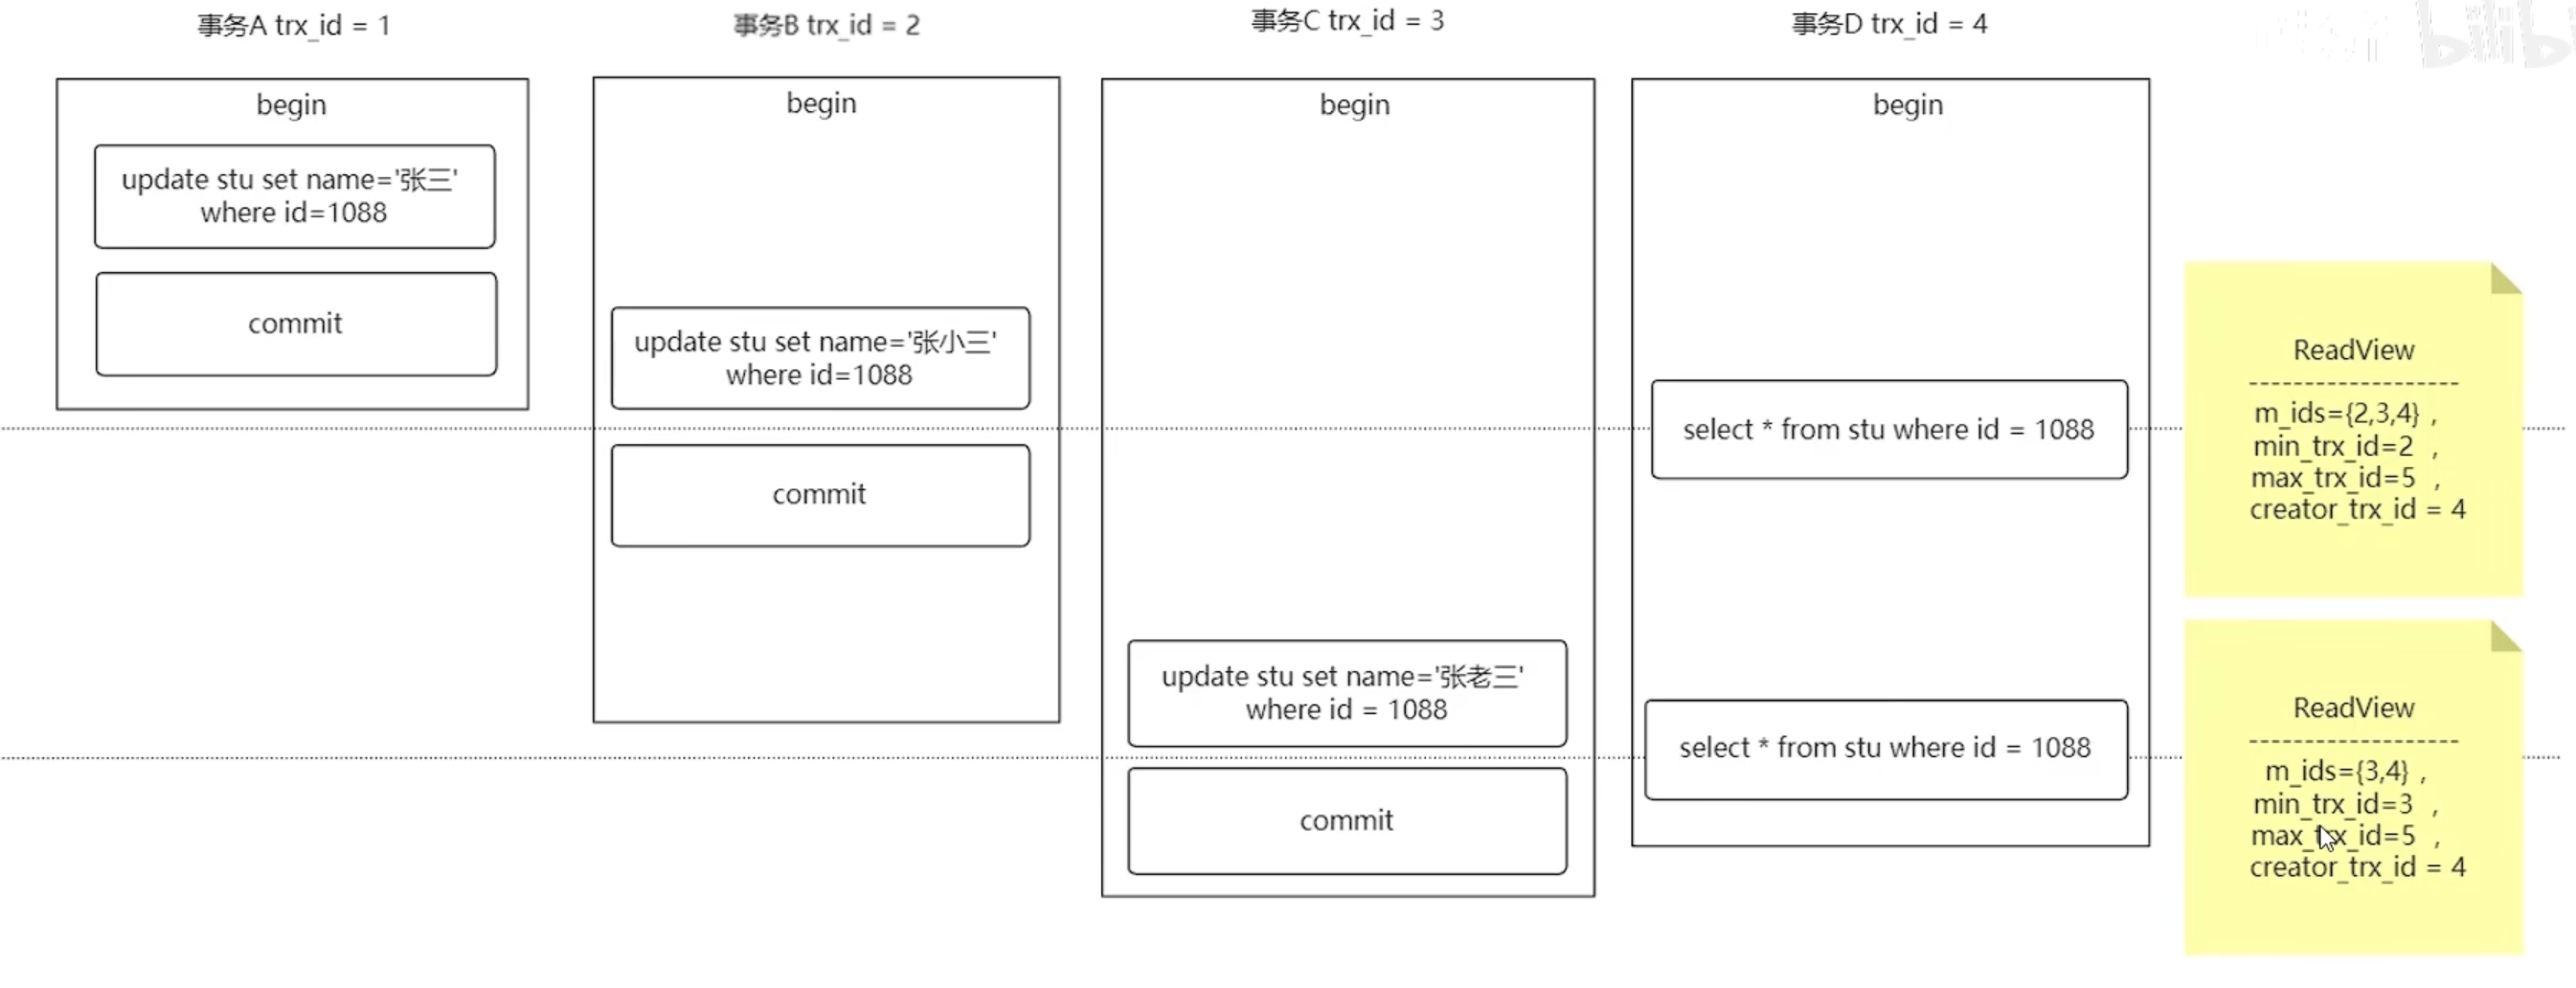 事务A trx_id = 1
begin
update stu set name='张三'
where id=1088
commit
事务B trx_id = 2
begin
update stu set name='张小三'
where id=1088
commit
事务C trx_id = 3
begin
update stu set name='张老三'
where id = 1088
commit
事务D trx_id = 4
begin
select * from stu where id = 1088
select * from stu where id = 1088
ReadView
-------------------
m_ids={2,3,4} ,
min_trx_id=2 ,
max_trx_id=5 ,
creator_trx_id = 4
ReadView
-------------------
m_ids={3,4} ,
min_trx_id=3 ,
max_trx_id=5 ,
creator_trx_id = 4